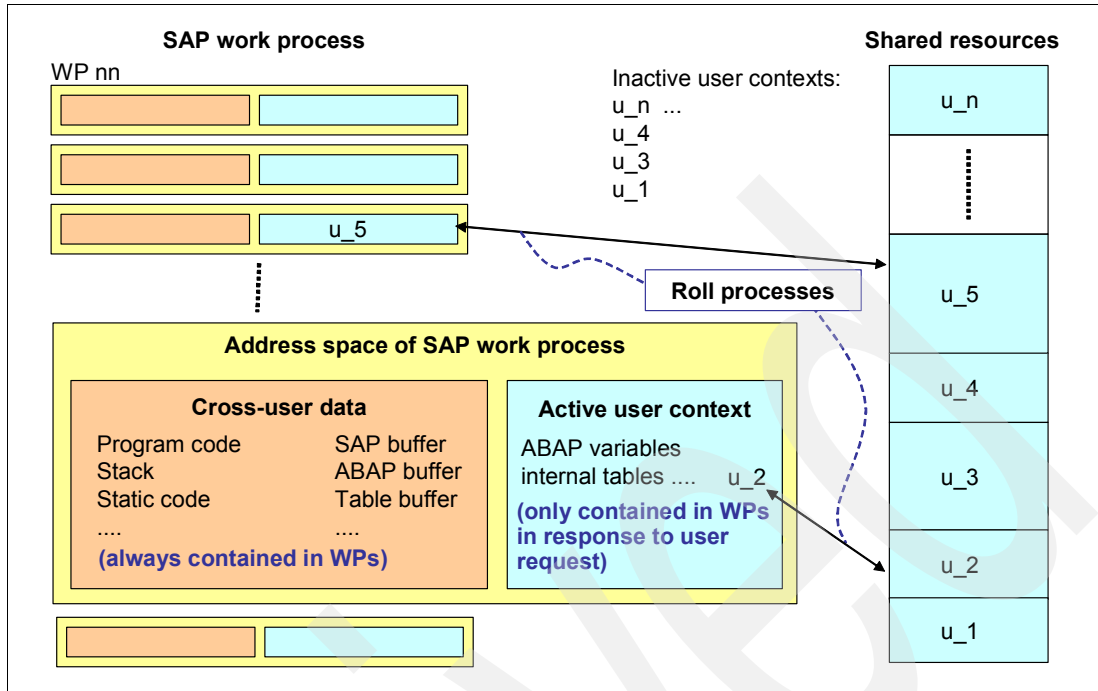 SAP work process
Shared resources
WP nn
Inactive user contexts:
u_n ...
u_4
u_3
u_1
u_5
Roll processes
u_n
u_5
u_4
u_3
u_2
u_1
Address space of SAP work process
Cross-user data
Program code SAP buffer
Stack ABAP buffer
Static code Table buffer
.... ....
(always contained in WPs)
Active user context
ABAP variables
internal tables .... u_2
(only contained in WPs
in response to user
request)